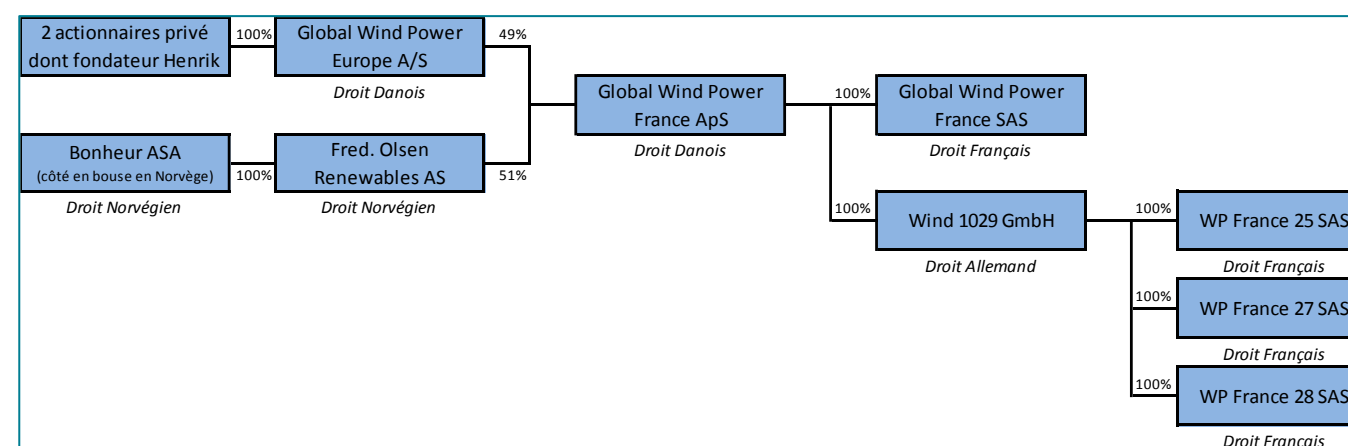 2 actionnaires privé
dont fondateur Henrik
100%
Global Wind Power
Europe A/S
49%
Droit Danois
Bonheur ASA
(côté en bouse en Norvège)
100%
Fred. Olsen
Renewables AS
51%
Droit Norvégien
Droit Norvégien
Global Wind Power
France ApS
Droit Danois
100%
Global Wind Power
France SAS
Droit Français
100%
Wind 1029 GmbH
Droit Allemand
100%
WP France 25 SAS
Droit Français
100%
WP France 27 SAS
Droit Français
100%
WP France 28 SAS
Droit Français